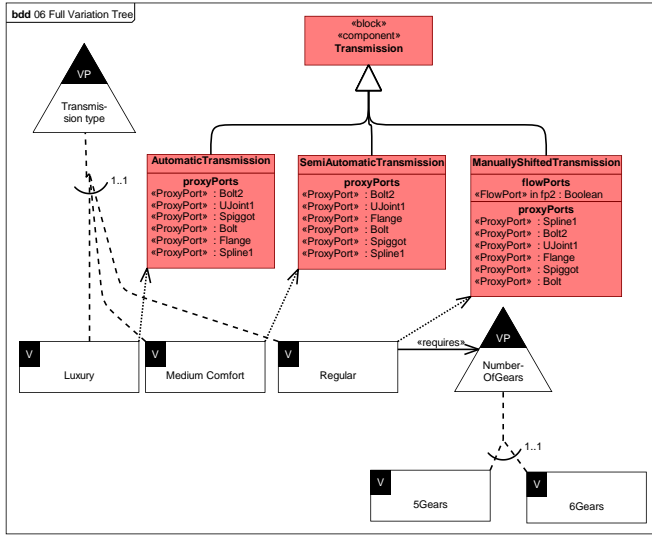 bdd 06 Full Variation Tree
«block»
«component»
Transmission
VP
Transmis-
sion type
1..1
AutomaticTransmission
proxyPorts
«ProxyPort» : Bolt2
«ProxyPort» : UJoint1
«ProxyPort» : Spiggot
«ProxyPort» : Bolt
«ProxyPort» : Flange
«ProxyPort» : Spline1
SemiAutomaticTransmission
proxyPorts
«ProxyPort» : Bolt2
«ProxyPort» : UJoint1
«ProxyPort» : Flange
«ProxyPort» : Bolt
«ProxyPort» : Spiggot
«ProxyPort» : Spline1
ManuallyShiftedTransmission
flowPorts
«FlowPort» in fp2 : Boolean
proxyPorts
«ProxyPort» : Spline1
«ProxyPort» : Bolt2
«ProxyPort» : UJoint1
«ProxyPort» : Flange
«ProxyPort» : Spiggot
«ProxyPort» : Bolt
V
Luxury
V
Medium Comfort
V
Regular
«requires»
VP
Number-
OfGears
1..1
V
5Gears
V
6Gears